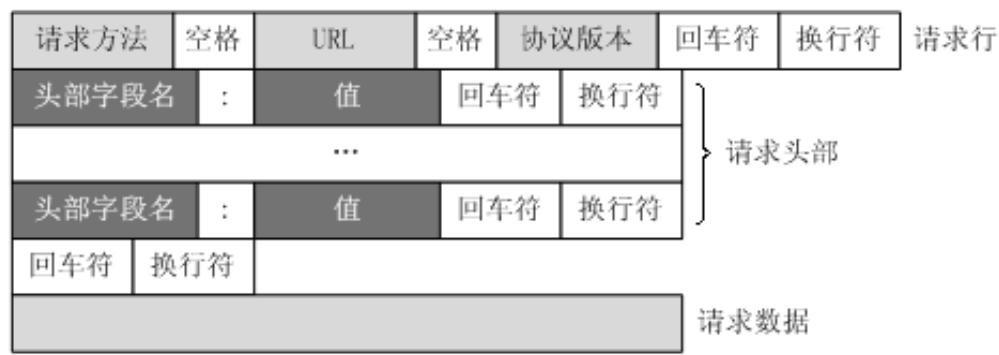 请求方法 空格 URL 空格 协议版本 回车符 换行符 请求行
头部字段名 : 值 回车符 换行符
… 请求头部
头部字段名 : 值 回车符 换行符
回车符 换行符
请求数据